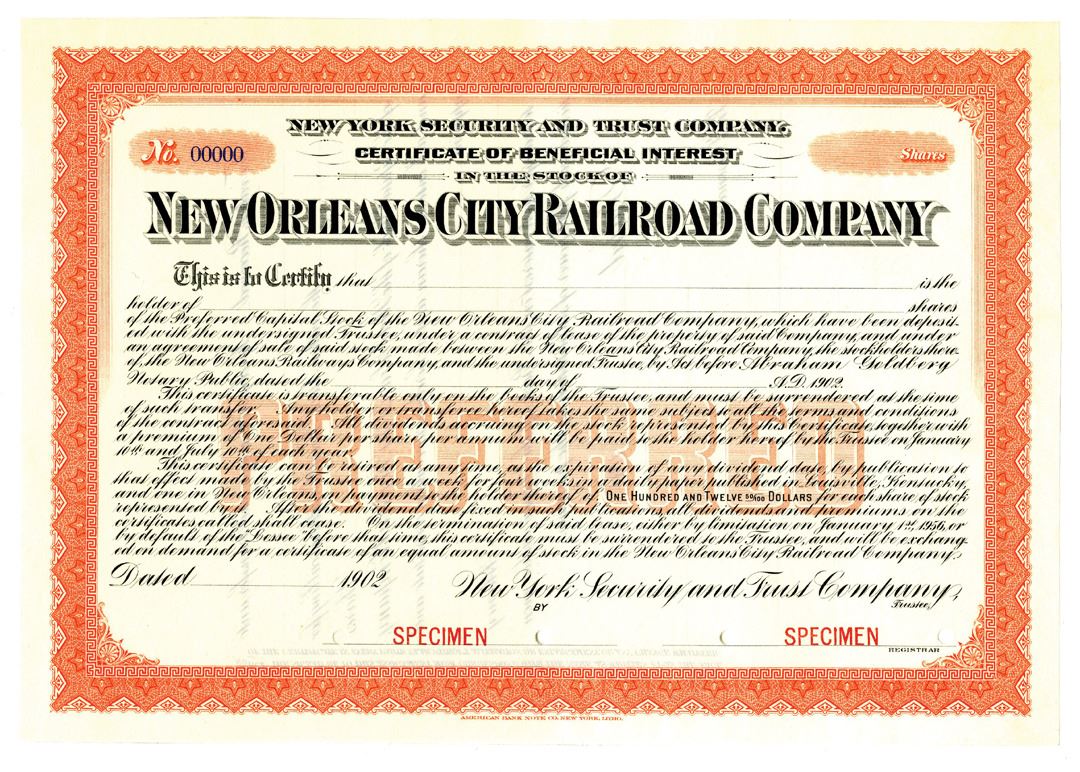 NEW YORK SECURITY AND TRUST COMPANY.
No. 00000
CERTIFICATE OF BENEFICIAL INTEREST
Shares
IN THE STOCK OF
NEW ORLEANS CITY RAILROAD COMPANY
This is to Certify that is the
holder of shares
of the Preferred Capital Stock of the New Orleans City Railroad Company, which have been deposit-
ed with the undersigned Trustee, under a contract of lease of the property of said Company, and under
an agreement of sale of said stock made between the New Orleans City Railroad Company, the stockholders there-
of, the New Orleans Railways Company, and the undersigned Trustee, by Act before Abraham Goldberg
Notary Public, dated the day of A.D. 1902.
This certificate is transferable only on the books of the Trustee and must be surrendered at the time
of such transfer. Any holder or transferee hereof takes the same subject to all the terms and conditions
of the contract aforesaid. All dividends accruing on the stock represented by this Certificate, together with
a premium of One Dollar per share per annum will be paid to the holder hereof by the Trustee on January
10th and July 10th of each year.
PREFERRED
This certificate can be retired at any time, at the expiration of any dividend date, by publication to
that effect made by the Trustee once a week for four weeks in a daily paper published in Louisville, Kentucky,
and one in New Orleans on payment to the holder thereof of ONE HUNDRED AND TWELVE 50/100 DOLLARS for each share of stock
represented by it. After the dividend date fixed in such publication all dividends and premiums on the
certificates called shall cease. On the termination of said lease, either by limitation on January 1st, 1956, or
by default of the Lessee before that time, this certificate must be surrendered to the Trustee, and will be exchang-
ed on demand for a certificate of an equal amount of stock in the New Orleans City Railroad Company.
Dated 1902 New York Security and Trust Company,
BY Trustee,
SPECIMEN SPECIMEN
REGISTRAR
AMERICAN BANK NOTE CO. NEW YORK, LITHO.